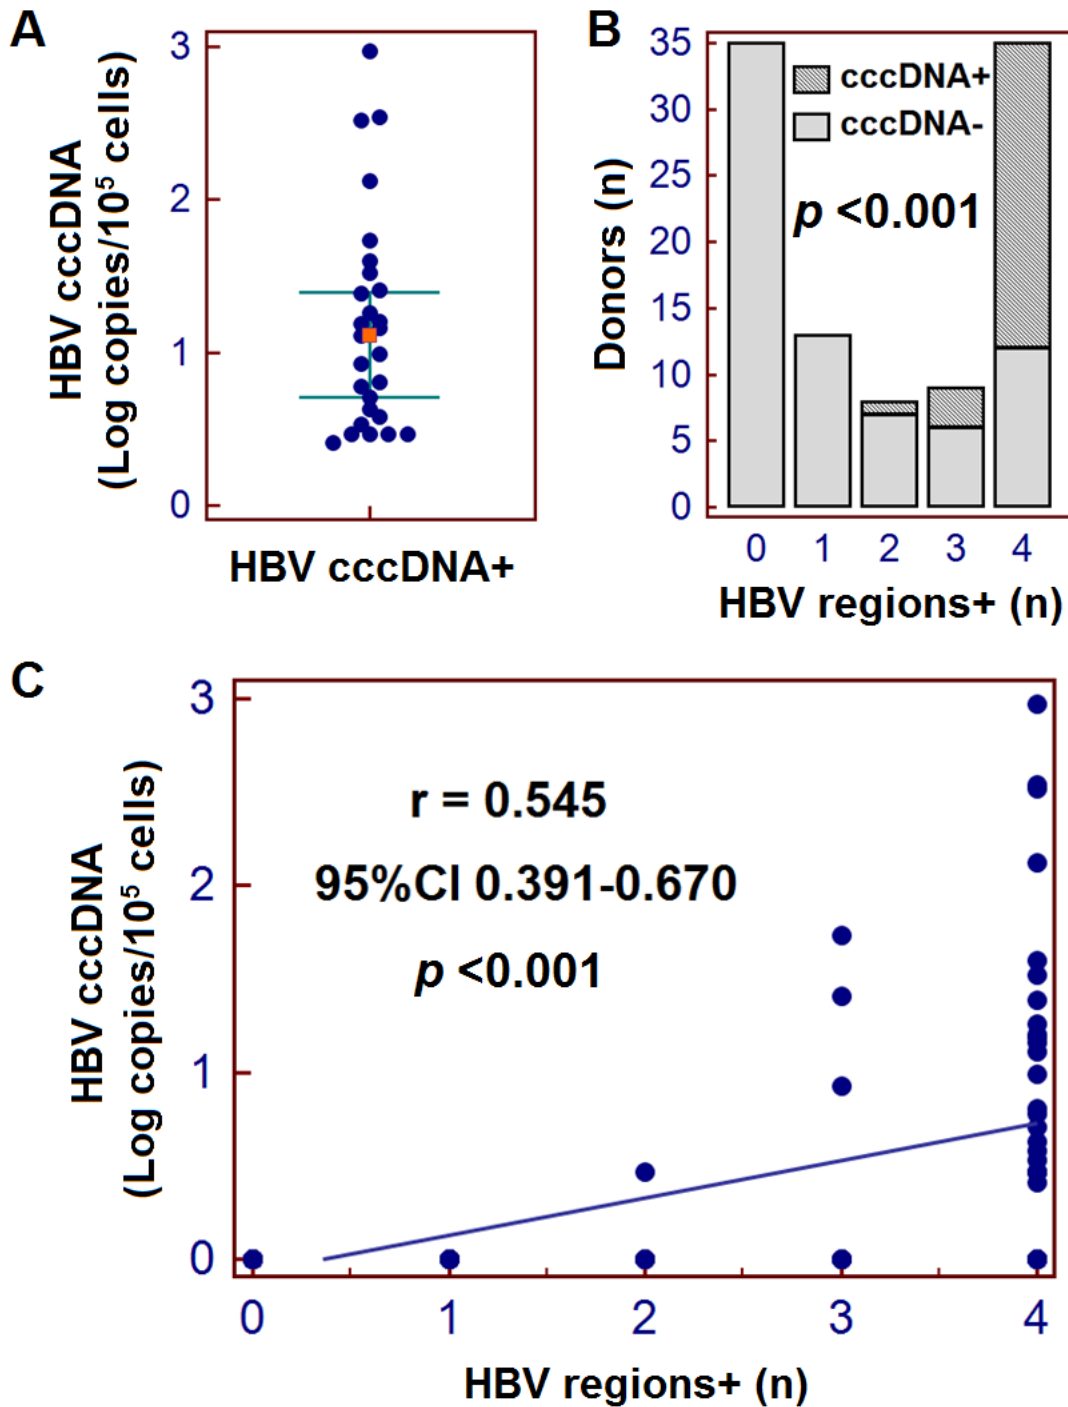 A
HBV cccDNA
(Log copies/10⁵ cells)
3
2
1
0
HBV cccDNA+
B
Donors (n)
35
30
25
20
15
10
5
0
cccDNA+
cccDNA-
p <0.001
0 1 2 3 4
HBV regions+ (n)
C
HBV cccDNA
(Log copies/10⁵ cells)
3
2
1
0
r = 0.545
95%CI 0.391-0.670
p <0.001
0 1 2 3 4
HBV regions+ (n)